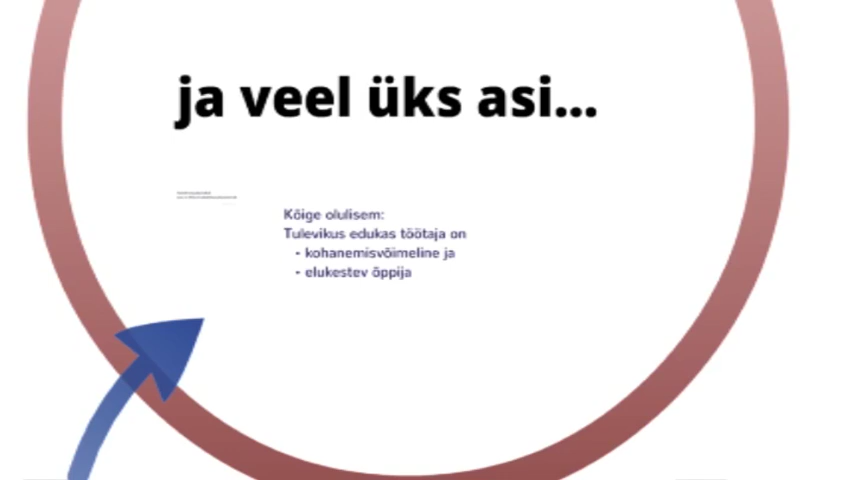 ja veel üks asi...
Kõige olulisem:
Tulevikus edukas töötaja on
- kohanemisvõimeline ja
- elukestev õppija